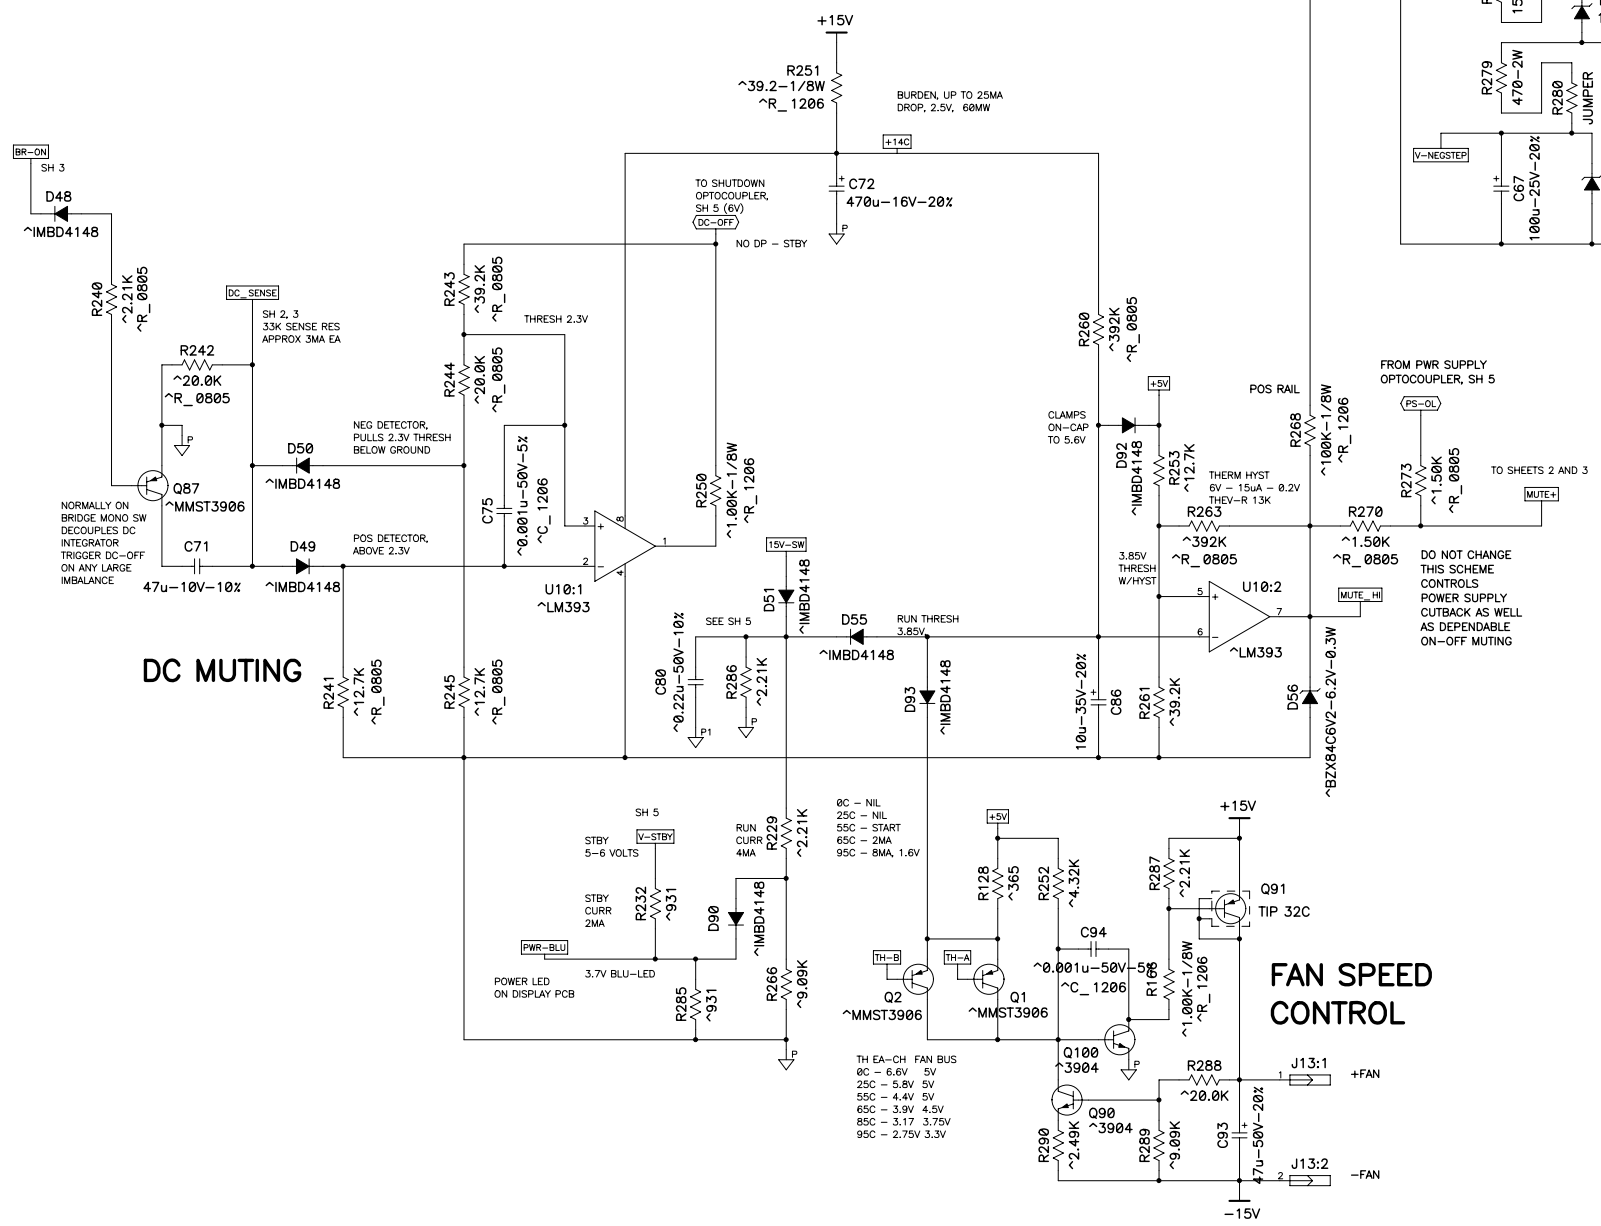 +15V
R251
^39.2-1/8W
^R_1206
BURDEN, UP TO 25MA
DROP, 2.5V, 60MW
+14C
C72
470u-16V-20%
P
R279
470-2W
R280
JUMPER
V-NEGSTEP
C67
100u-25V-20%
BR-ON
SH 3
D48
^IMBD4148
R240
^2.21K
^R_0805
DC_SENSE
SH 2, 3
33K SENSE RES
APPROX 3MA EA
R242
^20.0K
^R_0805
P
Q87
^MMST3906
NORMALLY ON
BRIDGE MONO SW
DECOUPLES DC
INTEGRATOR
TRIGGER DC-OFF
ON ANY LARGE
IMBALANCE
C71
47u-10V-10%
D50
^IMBD4148
D49
^IMBD4148
NEG DETECTOR,
PULLS 2.3V THRESH
BELOW GROUND
POS DETECTOR,
ABOVE 2.3V
TO SHUTDOWN
OPTOCOUPLER,
SH 5 (6V)
DC-OFF
NO DP - STBY
R243
^39.2K
^R_0805
THRESH 2.3V
R244
^20.0K
^R_0805
C75
^0.001u-50V-5%
^C_1206
R250
^1.00K-1/8W
^R_1206
3
2
8
4
1
+
-
U10:1
^LM393
DC MUTING
R241
^12.7K
^R_0805
R245
^12.7K
^R_0805
15V-SW
D51
^IMBD4148
SEE SH 5
C80
^0.22u-50V-10%
P1
R286
^2.21K
P
D55
^IMBD4148
RUN THRESH
3.85V
D93
^IMBD4148
R260
^392K
^R_0805
CLAMPS
ON-CAP
TO 5.6V
D92
^IMBD4148
+5V
R253
^12.7K
THERM HYST
6V - 15uA - 0.2V
THEV-R 13K
R263
^392K
^R_0805
3.85V
THRESH
W/HYST
POS RAIL
R268
^100K-1/8W
^R_1206
FROM PWR SUPPLY
OPTOCOUPLER, SH 5
PS-OL
R273
^1.50K
^R_0805
TO SHEETS 2 AND 3
MUTE+
R270
^1.50K
^R_0805
DO NOT CHANGE
THIS SCHEME
CONTROLS
POWER SUPPLY
CUTBACK AS WELL
AS DEPENDABLE
ON-OFF MUTING
U10:2
5
6
7
+
-
^LM393
MUTE_HI
10u-35V-20%
C86
R261
^39.2K
D56
^BZX84C6V2-6.2V-0.3W
SH 5
V-STBY
STBY
5-6 VOLTS
STBY
CURR
2MA
R232
^931
RUN
CURR
4MA
R229
^2.21K
D90
^IMBD4148
PWR-BLU
3.7V BLU-LED
POWER LED
ON DISPLAY PCB
R285
^931
R266
^9.09K
P
0C - NIL
25C - NIL
55C - START
65C - 2MA
95C - 8MA, 1.6V
+5V
R128
^365
R252
^4.32K
TH-B
Q2
^MMST3906
TH-A
Q1
^MMST3906
C94
^0.001u-50V-5%
^C_1206
^1.00K-1/8W
^R_1206
+15V
R287
^2.21K
Q91
TIP 32C
FAN SPEED
CONTROL
TH EA-CH FAN BUS
0C - 6.6V 5V
25C - 5.8V 5V
55C - 4.4V 5V
65C - 3.9V 4.5V
85C - 3.17 3.75V
95C - 2.75V 3.3V
Q100
^3904
P
Q90
^3904
R290
^2.49K
R289
^9.09K
R288
^20.0K
C93
47u-50V-20%
1
J13:1
+FAN
2
J13:2
-FAN
-15V